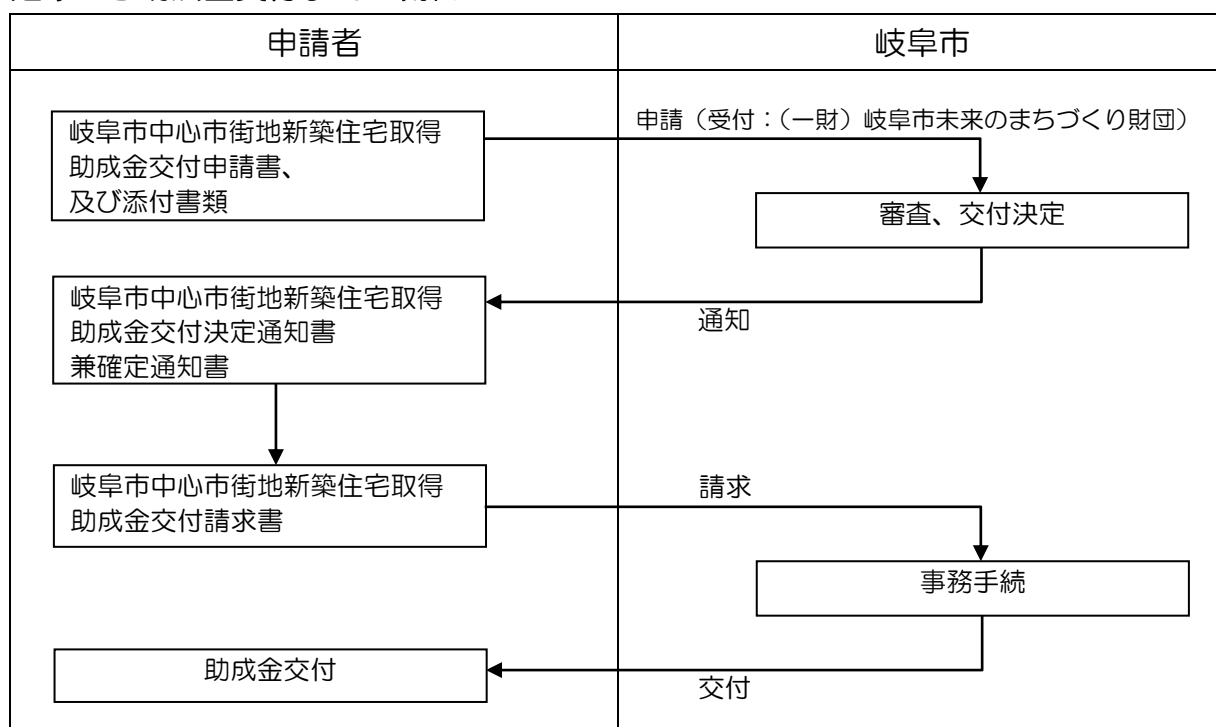 申請者
岐阜市
岐阜市中心市街地新築住宅取得
助成金交付申請書、
及び添付書類
申請（受付：（一財）岐阜市未来のまちづくり財団）
審査、交付決定
通知
岐阜市中心市街地新築住宅取得
助成金交付決定通知書
兼確定通知書
岐阜市中心市街地新築住宅取得
助成金交付請求書
請求
事務手続
交付
助成金交付